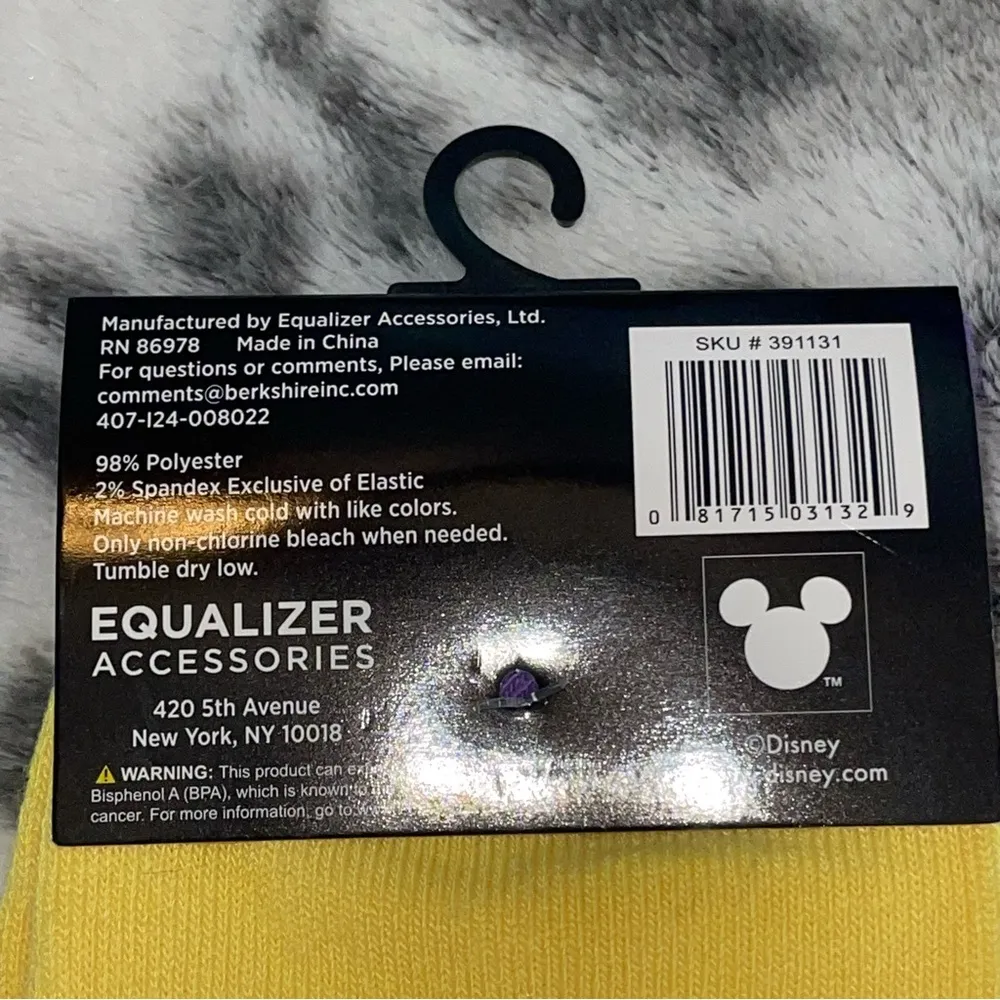 Manufactured by Equalizer Accessories, Ltd.
RN 86978 Made in China
For questions or comments, Please email:
comments@berkshireinc.com
407-I24-008022
98% Polyester
2% Spandex Exclusive of Elastic
Machine wash cold with like colors.
Only non-chlorine bleach when needed.
Tumble dry low.
EQUALIZER
ACCESSORIES
420 5th Avenue
New York, NY 10018
WARNING: This product can
Bisphenol A (BPA), which is known to
cancer. For more information, go to
SKU # 391131
0 81715 03132 9
TM
©Disney
disney.com